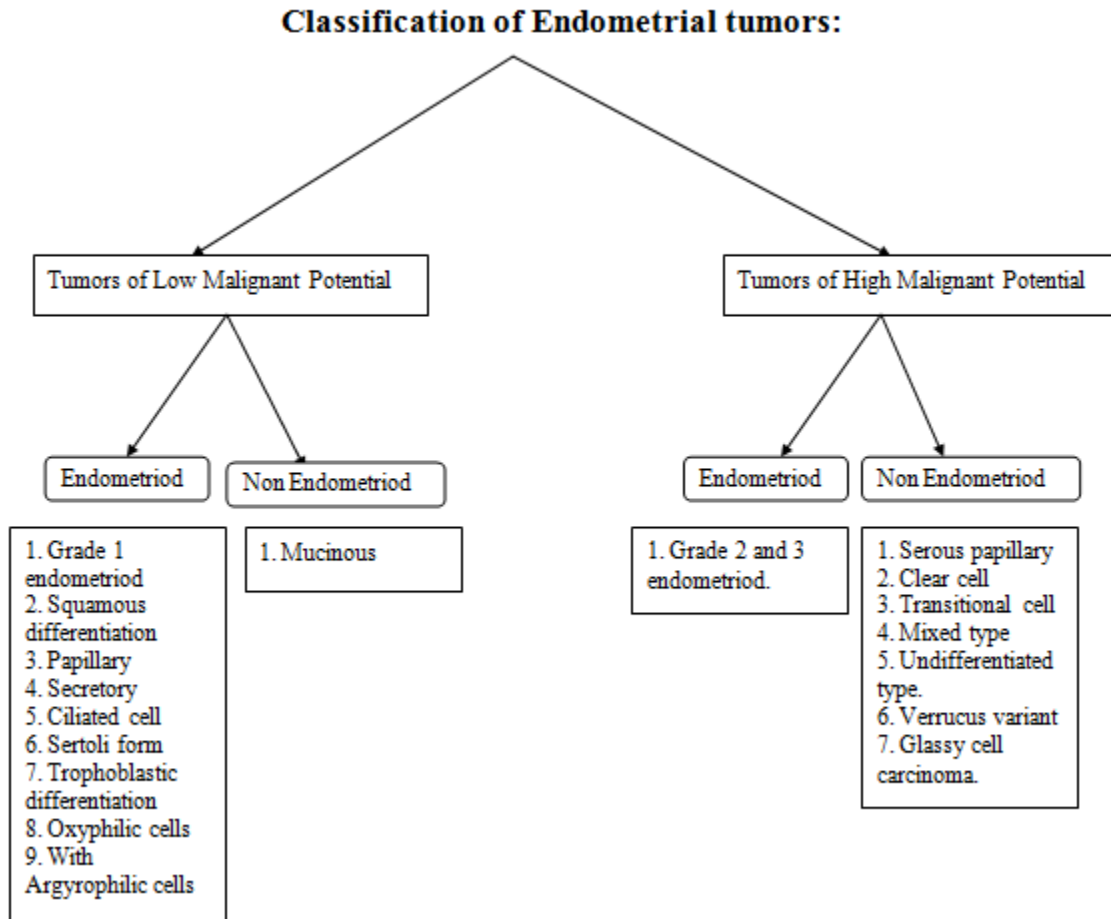 Classification of Endometrial tumors:
Tumors of Low Malignant Potential
Tumors of High Malignant Potential
Endometriod
Non Endometriod
Endometriod
Non Endometriod
1. Grade 1
endometriod
2. Squamous
differentiation
3. Papillary
4. Secretory
5. Ciliated cell
6. Sertoli form
7. Trophoblastic
differentiation
8. Oxyphilic cells
9. With
Argyrophilic cells
1. Mucinous
1. Grade 2 and 3
endometriod.
1. Serous papillary
2. Clear cell
3. Transitional cell
4. Mixed type
5. Undifferentiated
type.
6. Verrucus variant
7. Glassy cell
carcinoma.